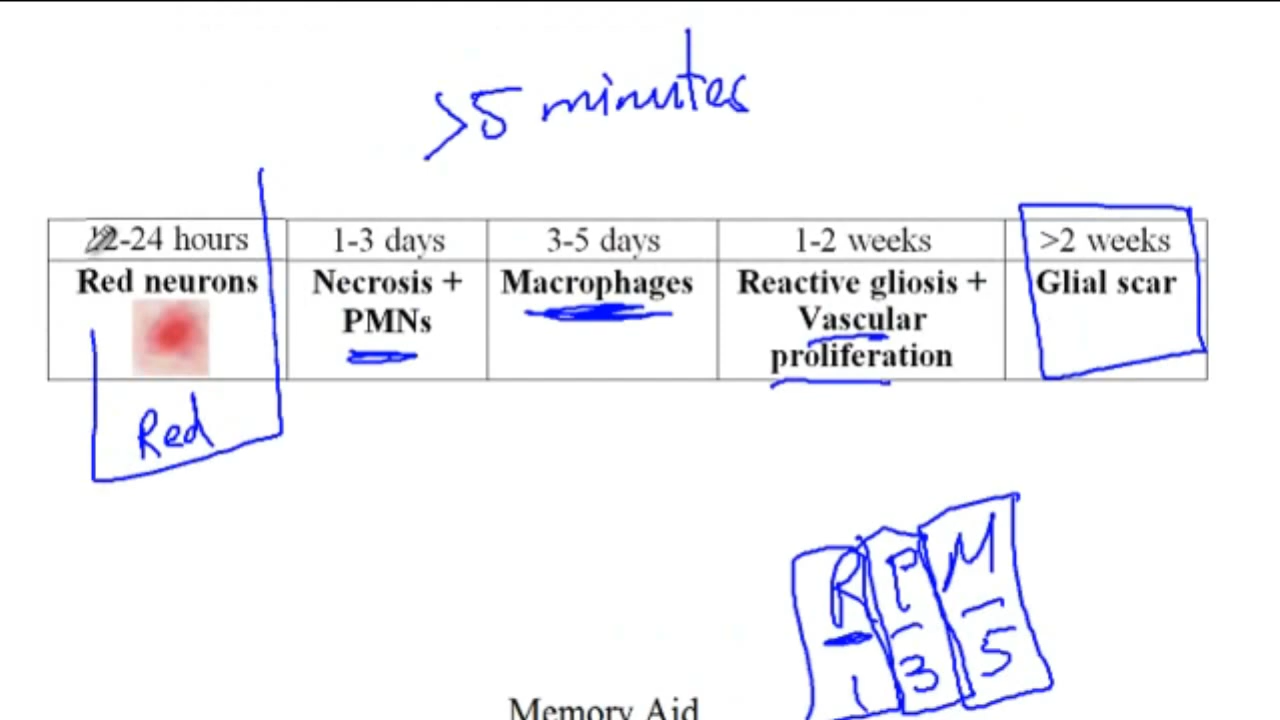 >5 minutes
12-24 hours 1-3 days 3-5 days 1-2 weeks >2 weeks
Red neurons Necrosis + Macrophages Reactive gliosis + Glial scar
PMNs Vascular
proliferation
Red
R P M
1 3 5
Memory Aid